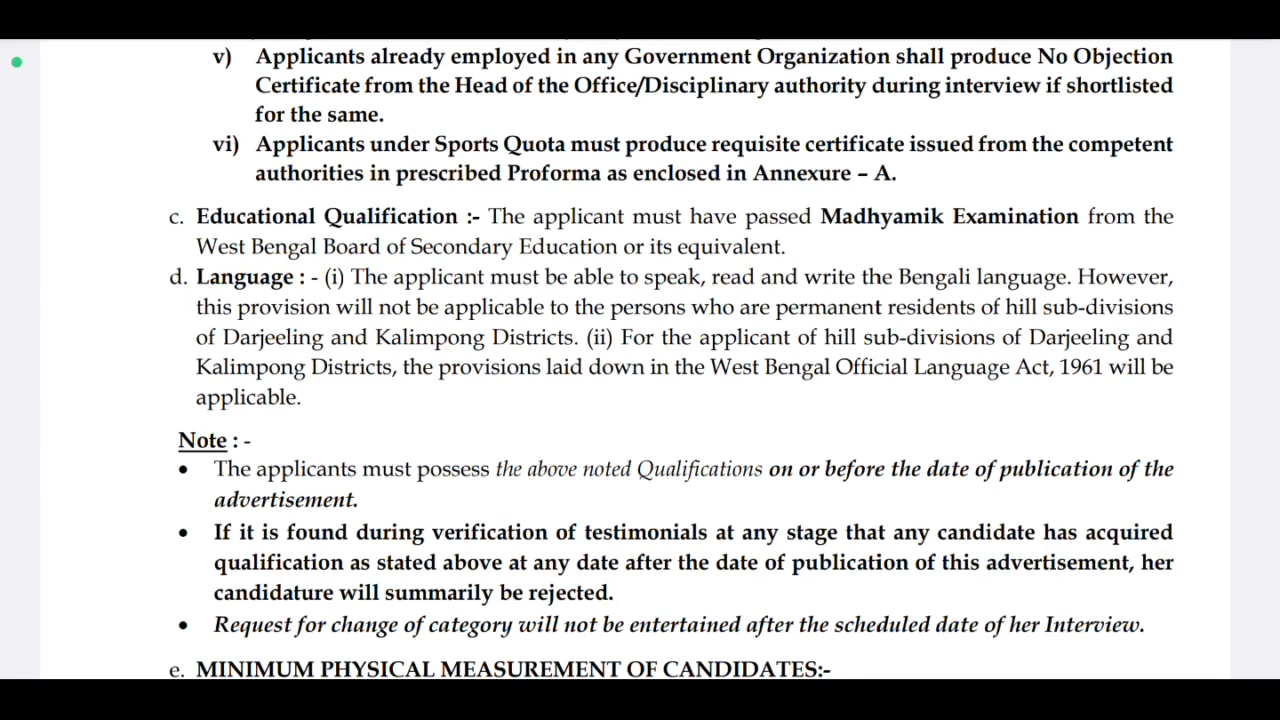 v) Applicants already employed in any Government Organization shall produce No Objection
Certificate from the Head of the Office/Disciplinary authority during interview if shortlisted
for the same.
vi) Applicants under Sports Quota must produce requisite certificate issued from the competent
authorities in prescribed Proforma as enclosed in Annexure – A.
c. Educational Qualification :- The applicant must have passed Madhyamik Examination from the
West Bengal Board of Secondary Education or its equivalent.
d. Language : - (i) The applicant must be able to speak, read and write the Bengali language. However,
this provision will not be applicable to the persons who are permanent residents of hill sub-divisions
of Darjeeling and Kalimpong Districts. (ii) For the applicant of hill sub-divisions of Darjeeling and
Kalimpong Districts, the provisions laid down in the West Bengal Official Language Act, 1961 will be
applicable.
Note : -
• The applicants must possess the above noted Qualifications on or before the date of publication of the
advertisement.
• If it is found during verification of testimonials at any stage that any candidate has acquired
qualification as stated above at any date after the date of publication of this advertisement, her
candidature will summarily be rejected.
• Request for change of category will not be entertained after the scheduled date of her Interview.
e. MINIMUM PHYSICAL MEASUREMENT OF CANDIDATES:-